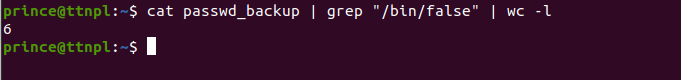 prince@ttnpl:~$ cat passwd_backup | grep "/bin/false" | wc -l
6
prince@ttnpl:~$